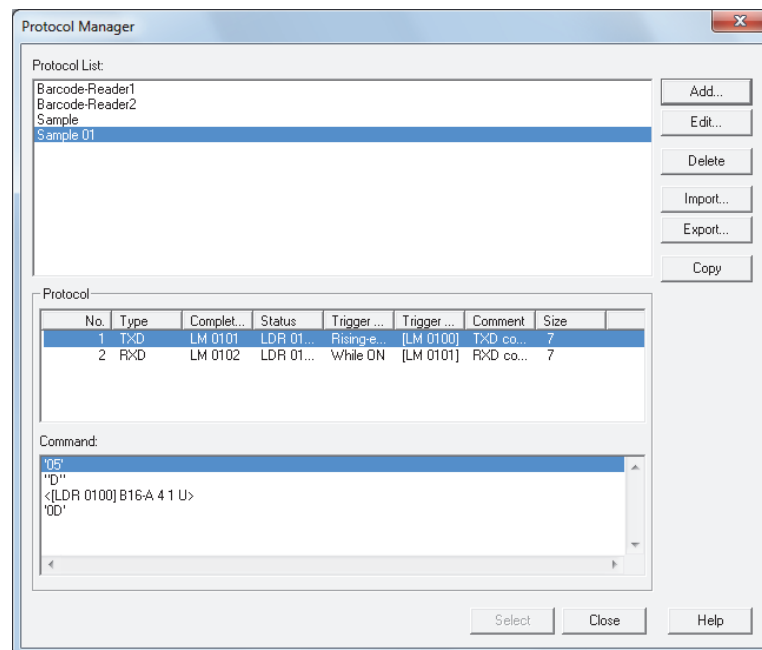 Protocol Manager
Protocol List:
Barcode-Reader1
Barcode-Reader2
Sample
Sample 01
Add...
Edit...
Delete
Import...
Export...
Copy
Protocol
No. Type Complet... Status Trigger ... Trigger ... Comment Size
1 TXD LM 0101 LDR 01... Rising-e... [LM 0100] TXD co... 7
2 RXD LM 0102 LDR 01... While ON [LM 0101] RXD co... 7
Command:
'05'
"D"
<[LDR 0100] B16-A 4 1 U>
'0D'
Select Close Help